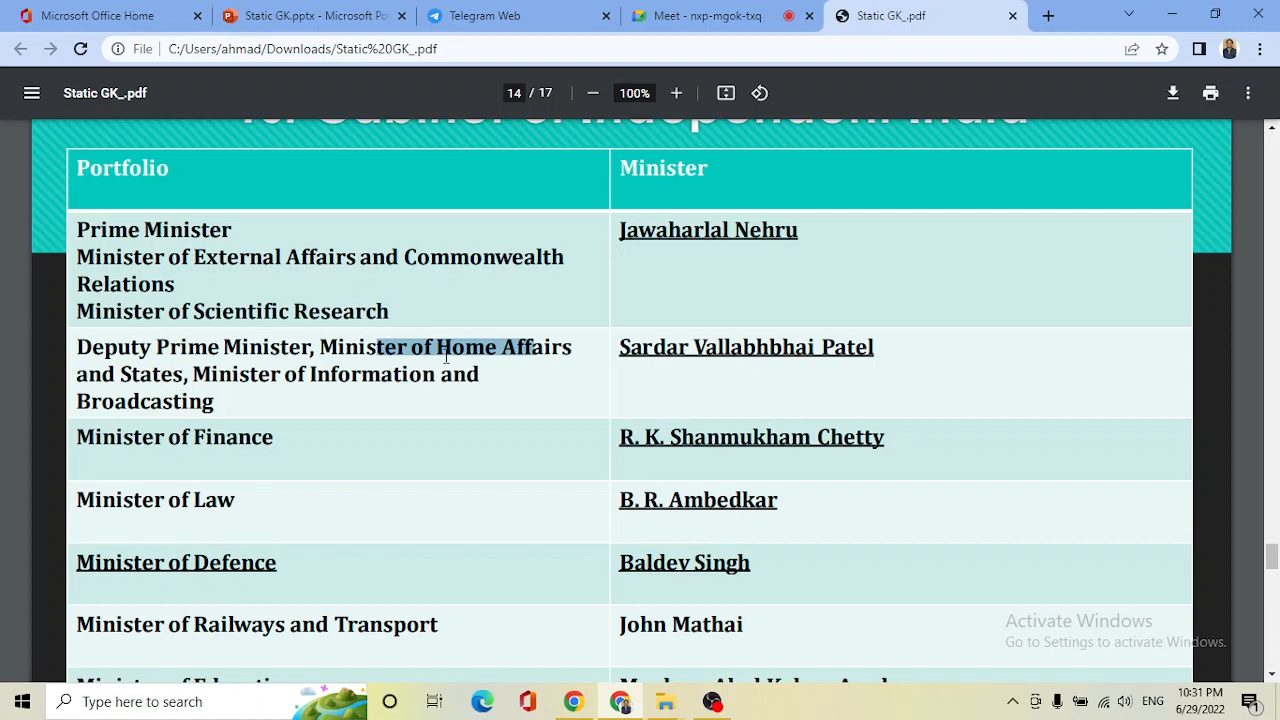 Microsoft Office Home
Static GK.pptx - Microsoft Po
Telegram Web
Meet - nxp-mgok-txq
Static GK_.pdf
File
C:/Users/ahmad/Downloads/Static%20GK_.pdf
Static GK_.pdf
14 / 17
100%
Portfolio
Minister
Prime Minister
Minister of External Affairs and Commonwealth
Relations
Minister of Scientific Research
Jawaharlal Nehru
Deputy Prime Minister, Minister of Home Affairs
and States, Minister of Information and
Broadcasting
Sardar Vallabhbhai Patel
Minister of Finance
R. K. Shanmukham Chetty
Minister of Law
B. R. Ambedkar
Minister of Defence
Baldev Singh
Minister of Railways and Transport
John Mathai
Activate Windows
Go to Settings to activate Windows.
Type here to search
ENG
10:31 PM
6/29/2022
1